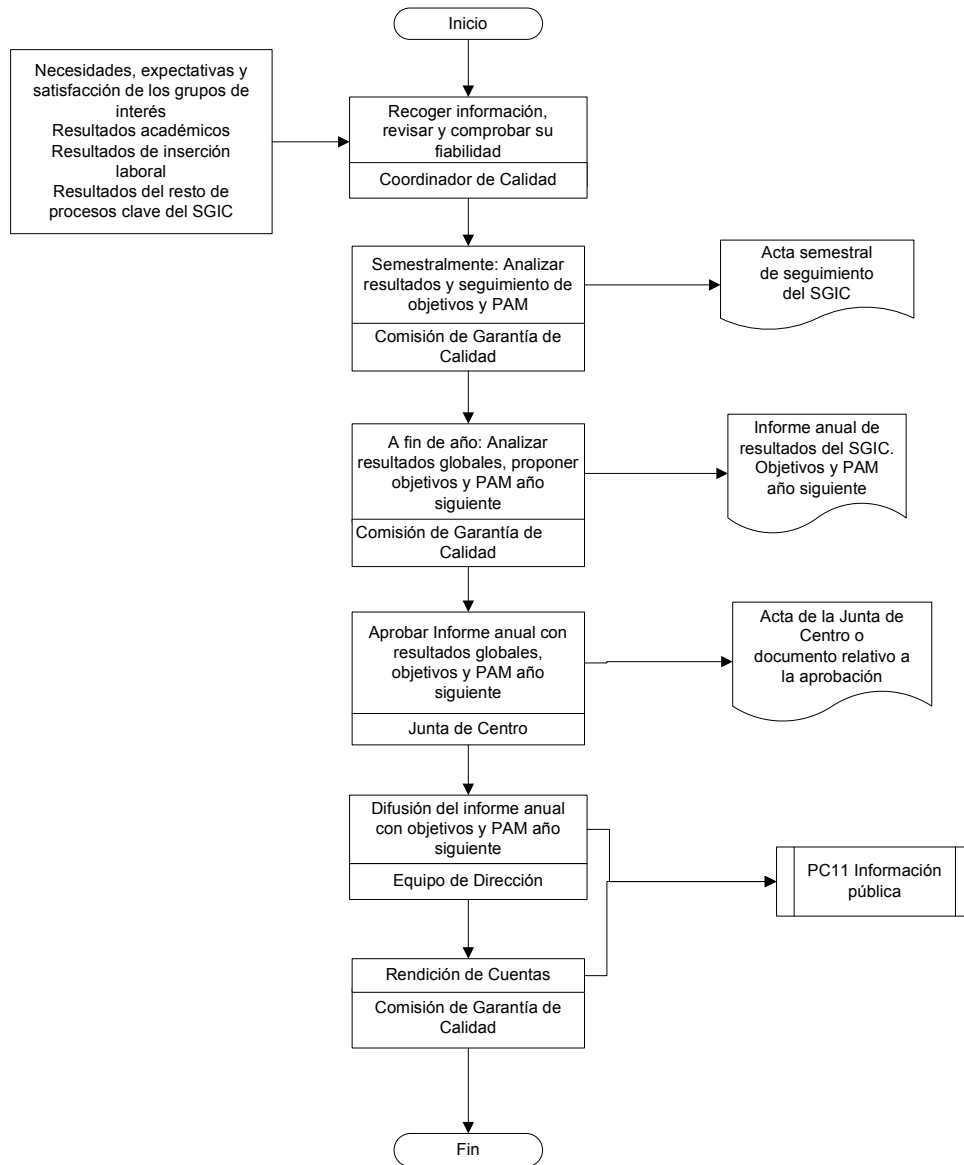 Inicio
Necesidades, expectativas y
satisfacción de los grupos de
interés
Resultados académicos
Resultados de inserción
laboral
Resultados del resto de
procesos clave del SGIC
Recoger información,
revisar y comprobar su
fiabilidad
Coordinador de Calidad
Semestralmente: Analizar
resultados y seguimiento de
objetivos y PAM
Comisión de Garantía de
Calidad
Acta semestral
de seguimiento
del SGIC
A fin de año: Analizar
resultados globales, proponer
objetivos y PAM año
siguiente
Comisión de Garantía de
Calidad
Informe anual de
resultados del SGIC.
Objetivos y PAM
año siguiente
Aprobar Informe anual con
resultados globales,
objetivos y PAM año
siguiente
Junta de Centro
Acta de la Junta de
Centro o
documento relativo a
la aprobación
Difusión del informe anual
con objetivos y PAM año
siguiente
Equipo de Dirección
PC11 Información
pública
Rendición de Cuentas
Comisión de Garantía de
Calidad
Fin